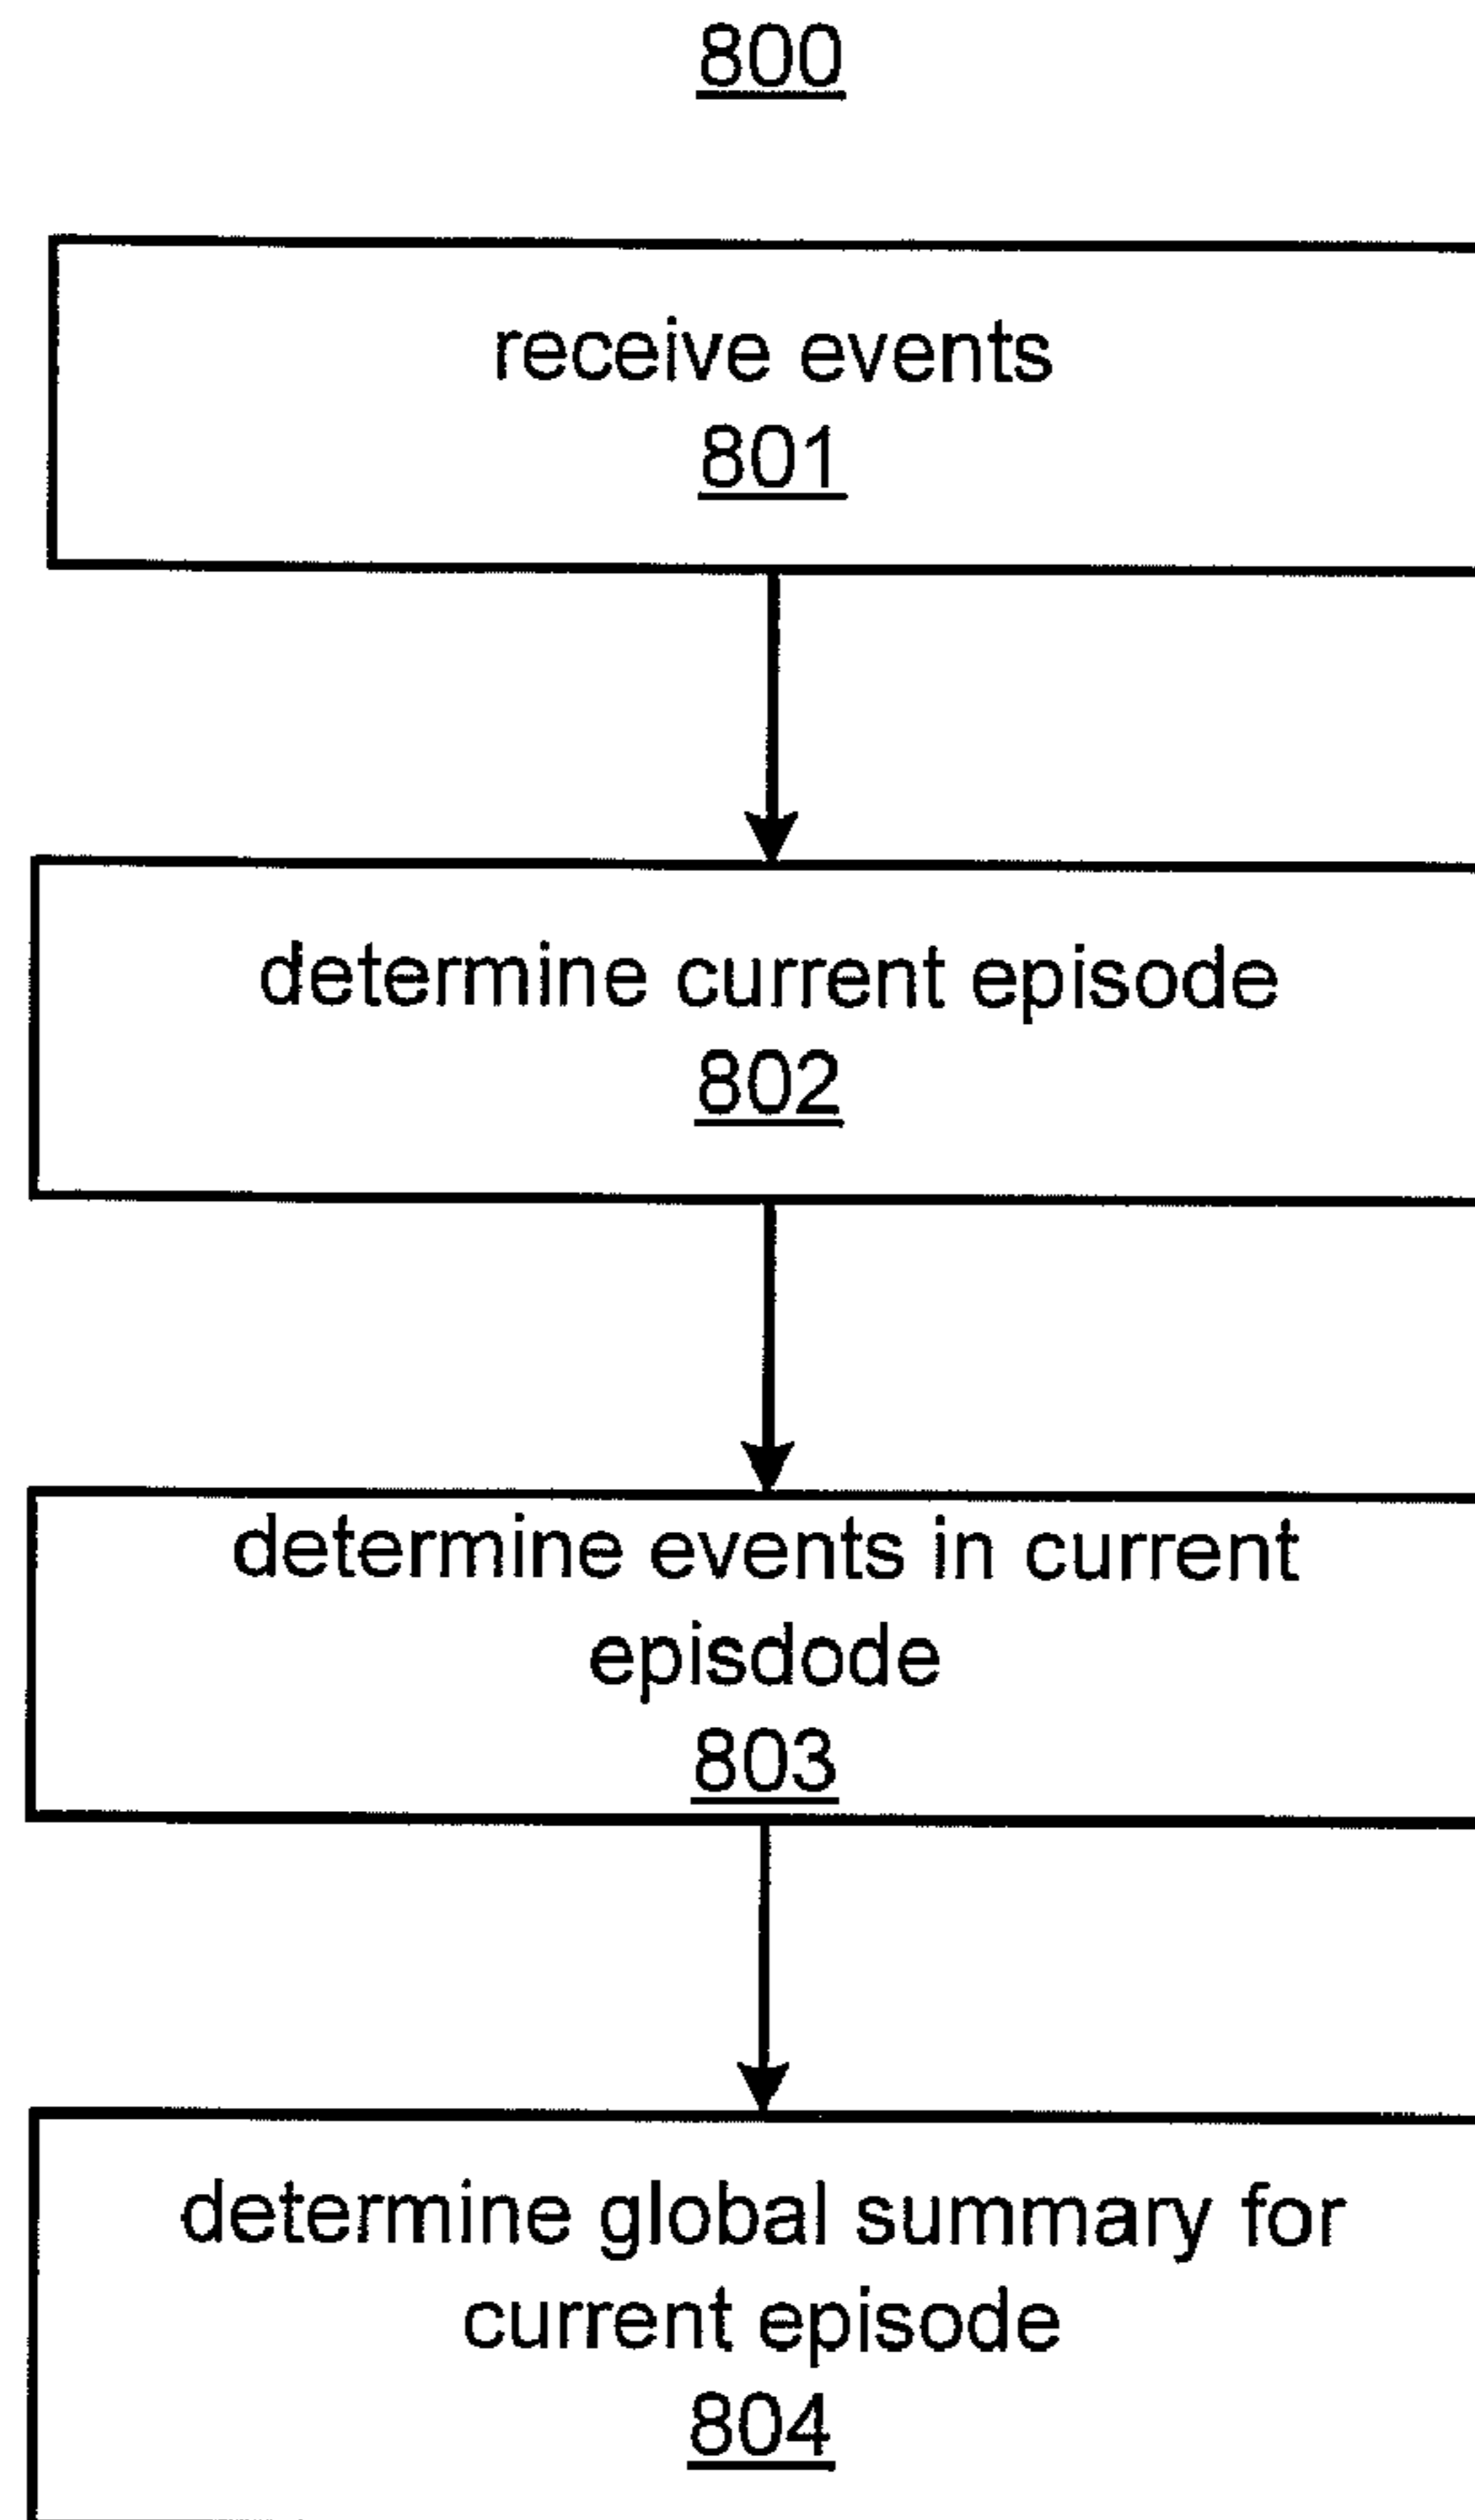 800
receive events
801
determine current episode
802
determine events in current
episdode
803
determine global summary for
current episode
804